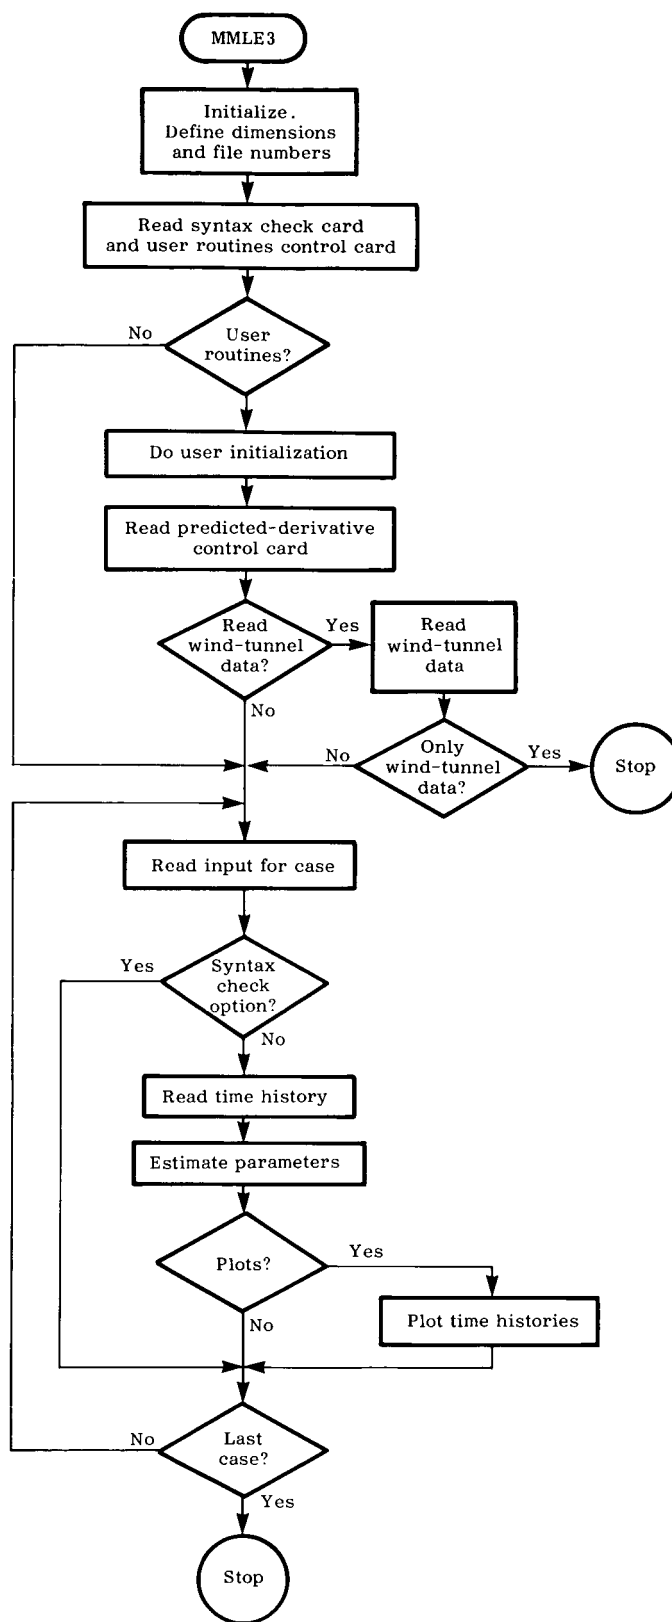 MMLE3
Initialize.
Define dimensions
and file numbers
Read syntax check card
and user routines control card
No
User
routines?
Do user initialization
Read predicted-derivative
control card
Read
wind-tunnel
data?
Yes
Read
wind-tunnel
data
No
No
Only
wind-tunnel
data?
Yes
Stop
Read input for case
Yes
Syntax
check
option?
No
Read time history
Estimate parameters
Plots?
Yes
Plot time histories
No
No
Last
case?
Yes
Stop